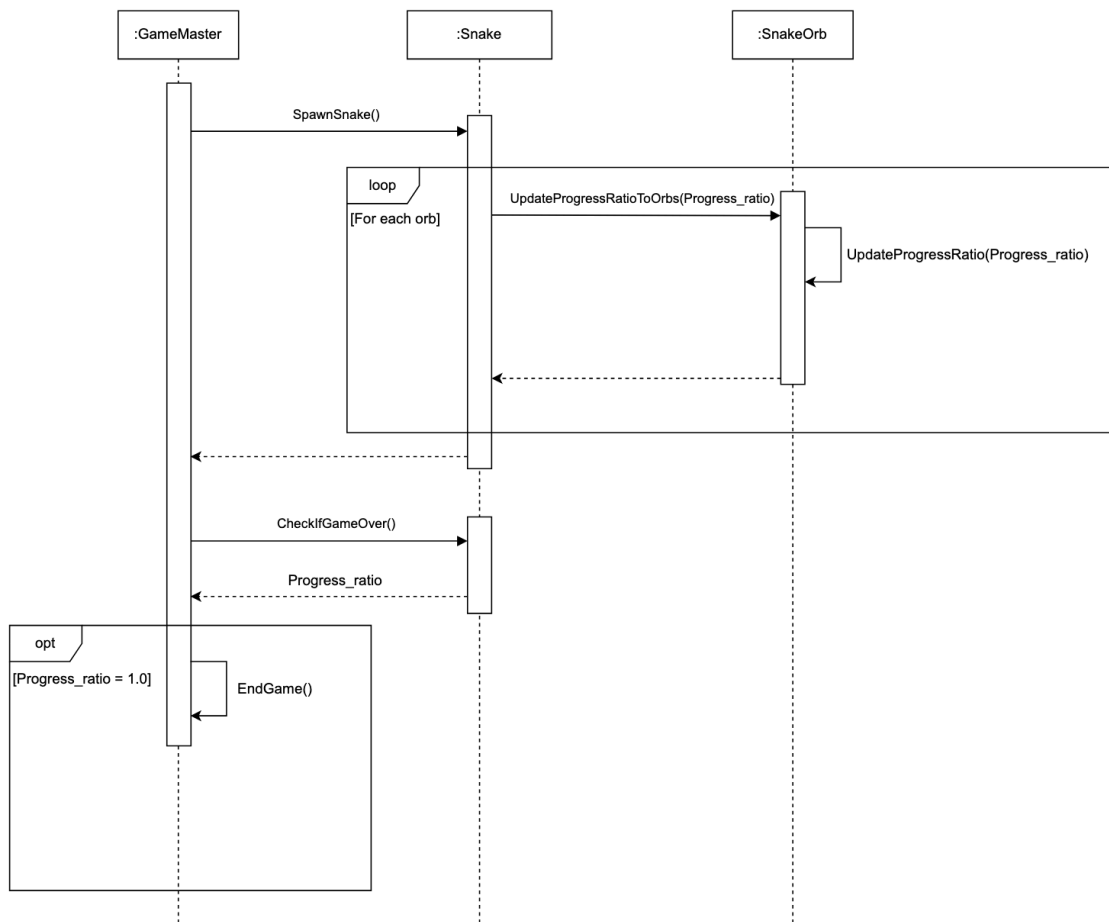 :GameMaster
:Snake
:SnakeOrb
SpawnSnake()
loop
UpdateProgressRatioToOrbs(Progress_ratio)
[For each orb]
UpdateProgressRatio(Progress_ratio)
CheckIfGameOver()
Progress_ratio
opt
[Progress_ratio = 1.0]
EndGame()